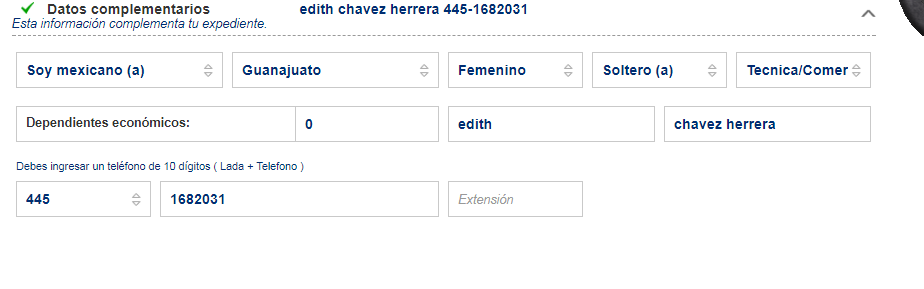 Datos complementarios edith chavez herrera 445-1682031
Esta información complementa tu expediente.
Soy mexicano (a) Guanajuato Femenino Soltero (a) Tecnica/Comer
Dependientes económicos: 0 edith chavez herrera
Debes ingresar un teléfono de 10 dígitos ( Lada + Telefono )
445 1682031 Extensión